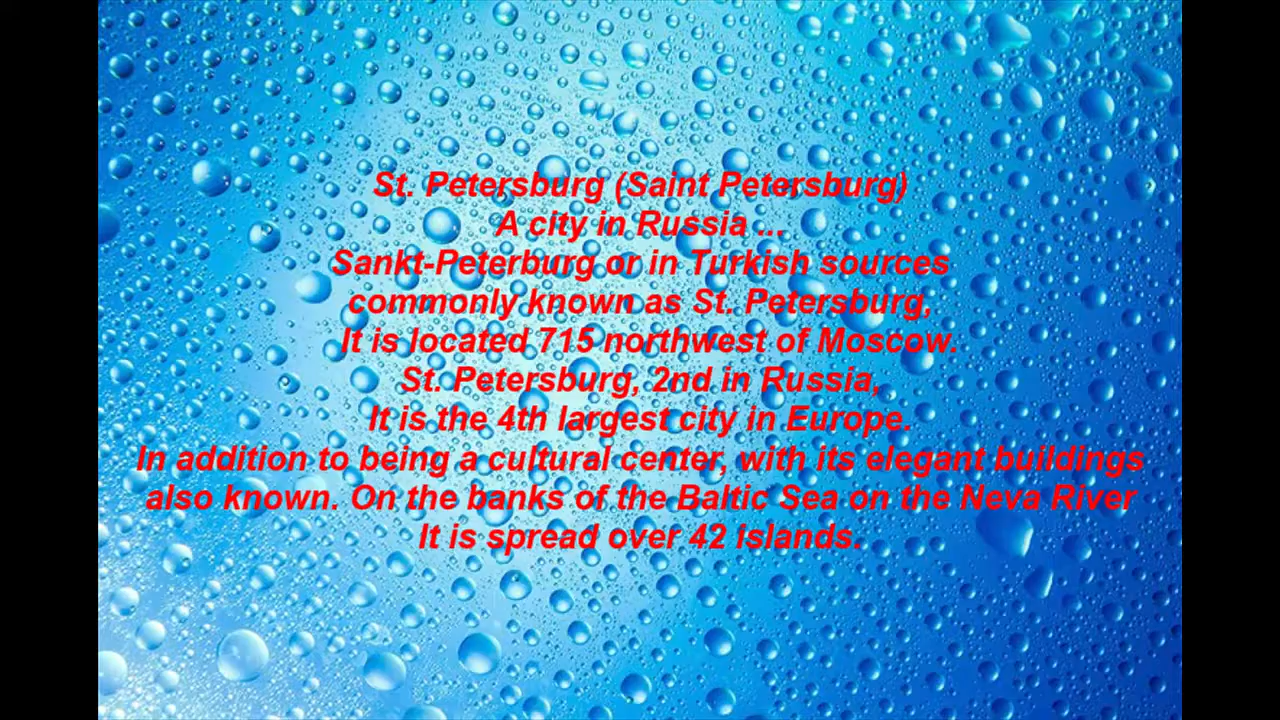 St. Petersburg (Saint Petersburg)
A city in Russia ...
Sankt-Peterburg or in Turkish sources
commonly known as St. Petersburg,
It is located 715 northwest of Moscow.
St. Petersburg, 2nd in Russia,
It is the 4th largest city in Europe.
In addition to being a cultural center, with its elegant buildings
also known. On the banks of the Baltic Sea on the Neva River
It is spread over 42 islands.